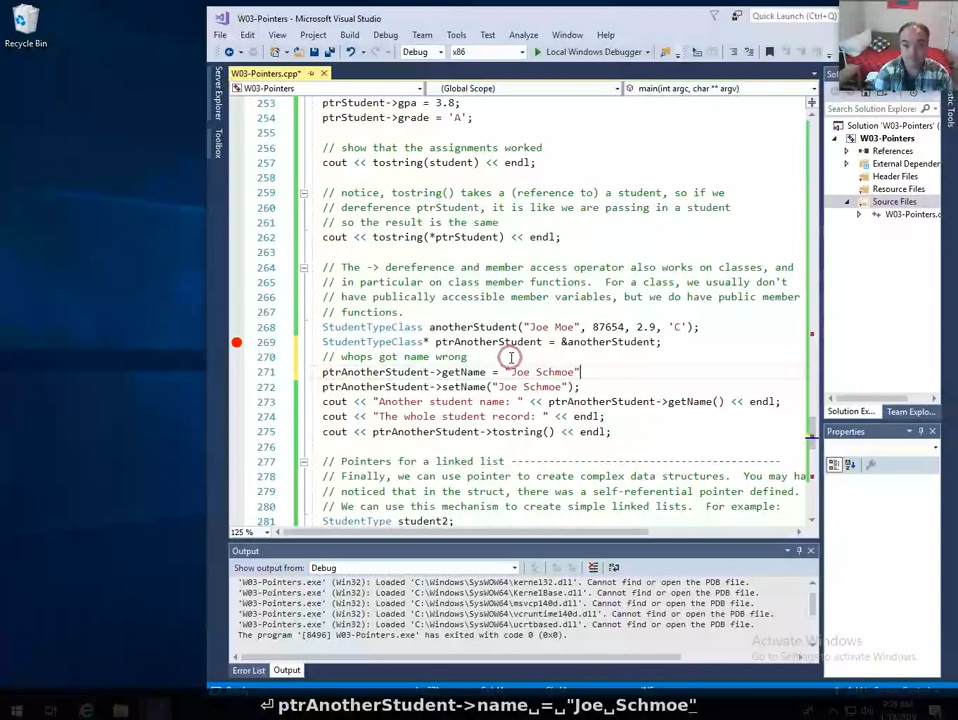 Recycle Bin
W03-Pointers - Microsoft Visual Studio
Quick Launch (Ctrl+Q)
File Edit View Project Build Debug Team Tools Test Analyze Window Help
Debug x86 Local Windows Debugger
W03-Pointers.cpp*
W03-Pointers (Global Scope) main(int argc, char ** argv)
Server Explorer
Toolbox
253 ptrStudent->gpa = 3.8;
254 ptrStudent->grade = 'A';
255
256 // show that the assignments worked
257 cout << tostring(student) << endl;
258
259 // notice, tostring() takes a (reference to) a student, so if we
260 // dereference ptrStudent, it is like we are passing in a student
261 // so the result is the same
262 cout << tostring(*ptrStudent) << endl;
263
264 // The -> dereference and member access operator also works on classes, and
265 // in particular on class member functions.  For a class, we usually don't
266 // have publically accessible member variables, but we do have public member
267 // functions.
268 StudentTypeClass anotherStudent("Joe Moe", 87654, 2.9, 'C');
269 StudentTypeClass* ptrAnotherStudent = &anotherStudent;
270 // whops got name wrong
271 ptrAnotherStudent->getName = "Joe Schmoe"
272 ptrAnotherStudent->setName("Joe Schmoe");
273 cout << "Another student name: " << ptrAnotherStudent->getName() << endl;
274 cout << "The whole student record: " << endl;
275 cout << ptrAnotherStudent->tostring() << endl;
276
277 // Pointers for a linked list -----------------------------------------
278 // Finally, we can use pointer to create complex data structures.  You may ha
279 // noticed that in the struct, there was a self-referential pointer defined.
280 // We can use this mechanism to create simple linked lists.  For example:
281 StudentType student2;
125 %
Search Solution Explorer
Solution 'W03-Pointers'
W03-Pointers
References
External Depende
Header Files
Resource Files
Source Files
W03-Pointers.c
Solution Ex... Team Explo...
Properties
Output
Show output from: Debug
'W03-Pointers.exe' (Win32): Loaded 'C:\Windows\SysWOW64\kernel32.dll'. Cannot find or open the PDB file.
'W03-Pointers.exe' (Win32): Loaded 'C:\Windows\SysWOW64\KernelBase.dll'. Cannot find or open the PDB file.
'W03-Pointers.exe' (Win32): Loaded 'C:\Windows\SysWOW64\msvcp140d.dll'. Cannot find or open the PDB file.
'W03-Pointers.exe' (Win32): Loaded 'C:\Windows\SysWOW64\vcruntime140d.dll'. Cannot find or open the PDB file.
'W03-Pointers.exe' (Win32): Loaded 'C:\Windows\SysWOW64\ucrtbased.dll'. Cannot find or open the PDB file.
The program '[8496] W03-Pointers.exe' has exited with code 0 (0x0).
Activate Windows
Go to Settings to activate Windows.
Error List Output
⏎ ptrAnotherStudent->name␣=␣"Joe␣Schmoe"